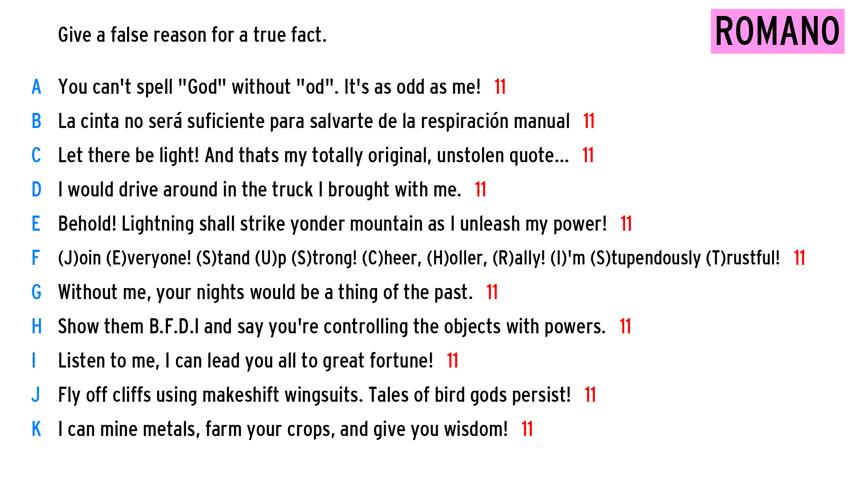 Give a false reason for a true fact.
ROMANO
A You can't spell "God" without "od". It's as odd as me! 11
B La cinta no será suficiente para salvarte de la respiración manual 11
C Let there be light! And thats my totally original, unstolen quote... 11
D I would drive around in the truck I brought with me. 11
E Behold! Lightning shall strike yonder mountain as I unleash my power! 11
F (J)oin (E)veryone! (S)tand (U)p (S)trong! (C)heer, (H)oller, (R)ally! (I)'m (S)tupendously (T)rustful! 11
G Without me, your nights would be a thing of the past. 11
H Show them B.F.D.I and say you're controlling the objects with powers. 11
I Listen to me, I can lead you all to great fortune! 11
J Fly off cliffs using makeshift wingsuits. Tales of bird gods persist! 11
K I can mine metals, farm your crops, and give you wisdom! 11